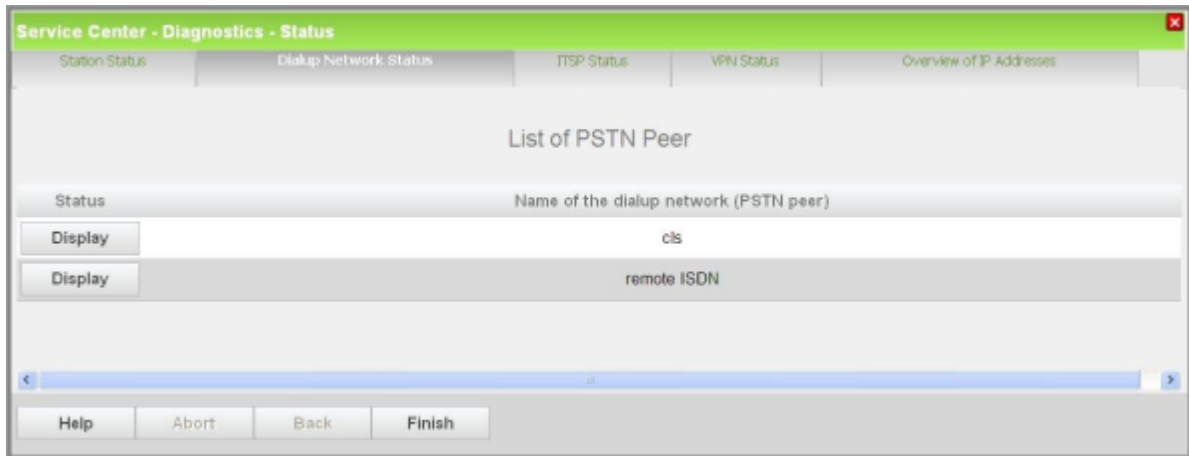 Service Center - Diagnostics - Status
Station Status Dialup Network Status ITSP Status VPN Status Overview of IP Addresses
List of PSTN Peer
Status Name of the dialup network (PSTN peer)
Display cls
Display remote ISDN
Help Abort Back Finish